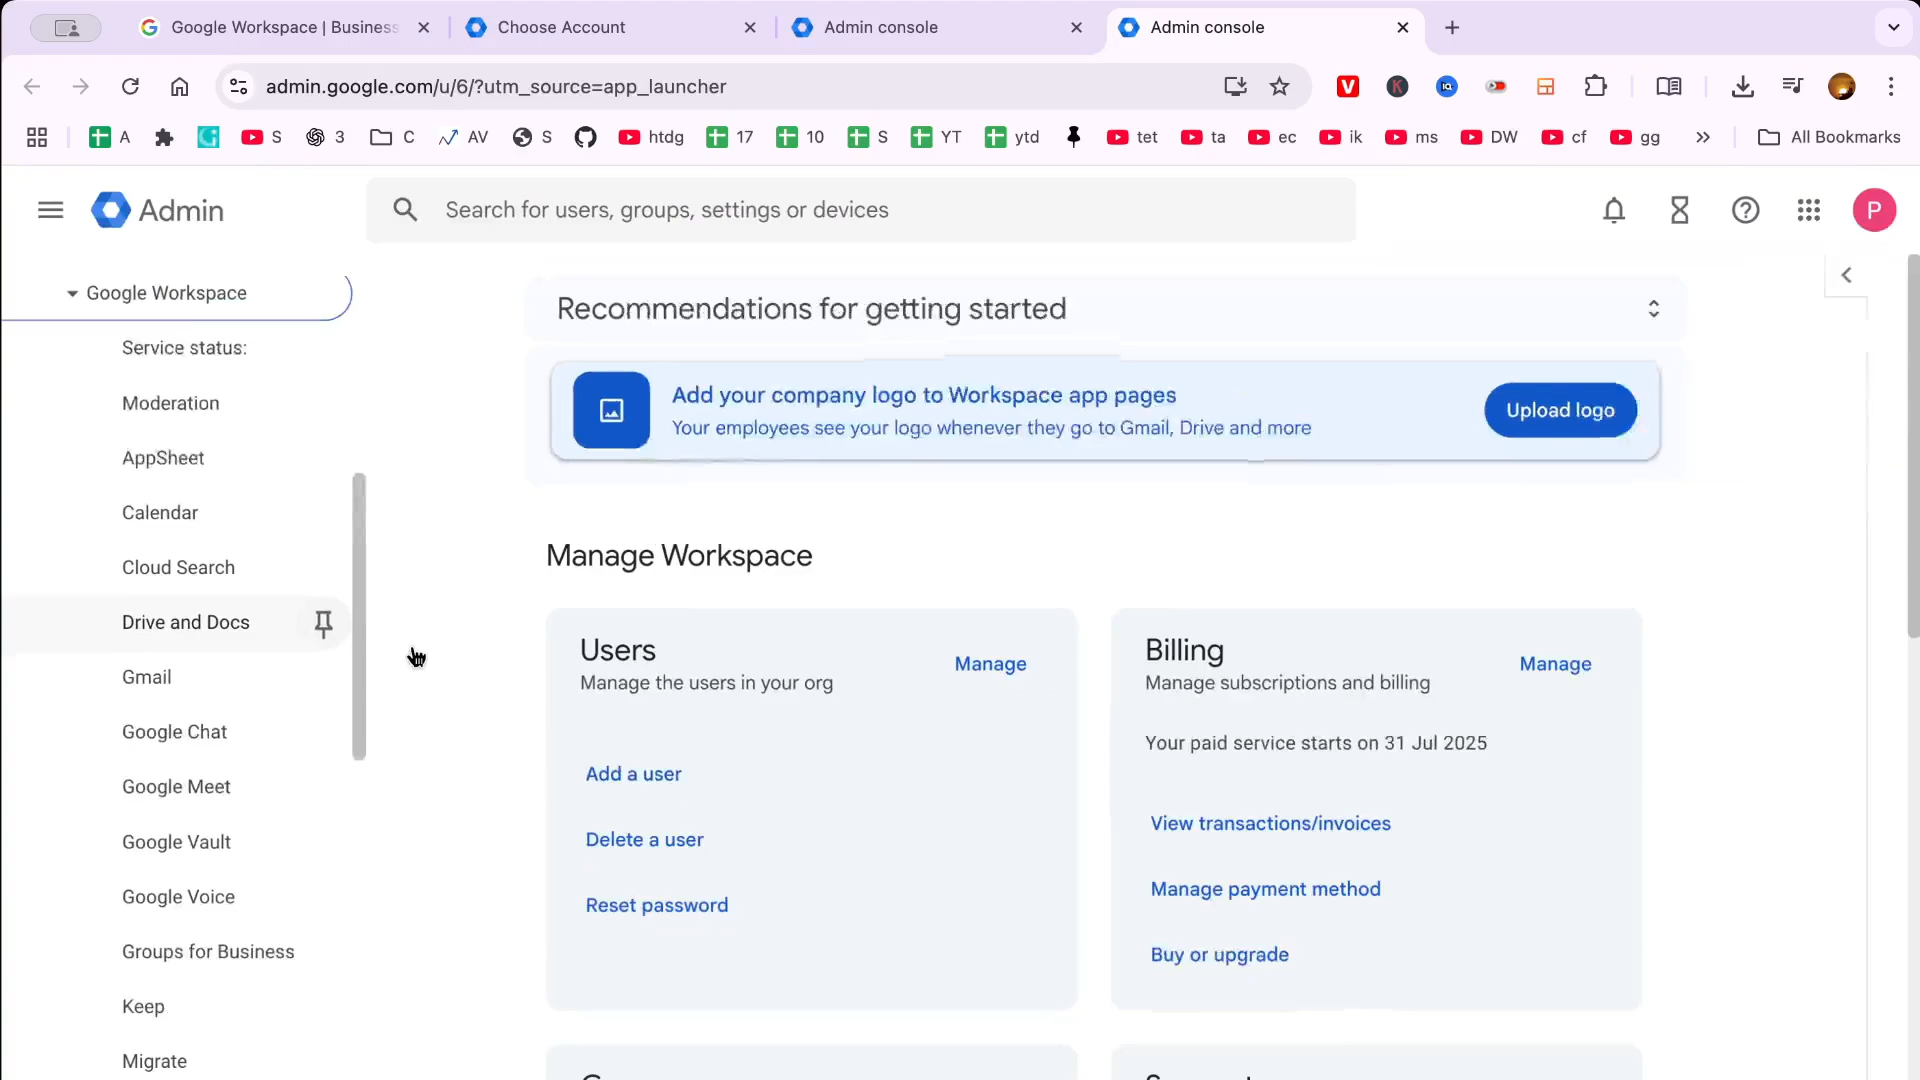 Google Workspace | Business
Choose Account
Admin console
Admin console
admin.google.com/u/6/?utm_source=app_launcher
A
S
3
C
AV
S
htdg
17
10
S
YT
ytd
tet
ta
ec
ik
ms
DW
cf
gg
All Bookmarks
Admin
Search for users, groups, settings or devices
P
Google Workspace
Service status:
Moderation
AppSheet
Calendar
Cloud Search
Drive and Docs
Gmail
Google Chat
Google Meet
Google Vault
Google Voice
Groups for Business
Keep
Migrate
Recommendations for getting started
Add your company logo to Workspace app pages
Your employees see your logo whenever they go to Gmail, Drive and more
Upload logo
Manage Workspace
Users
Manage
Manage the users in your org
Add a user
Delete a user
Reset password
Billing
Manage
Manage subscriptions and billing
Your paid service starts on 31 Jul 2025
View transactions/invoices
Manage payment method
Buy or upgrade